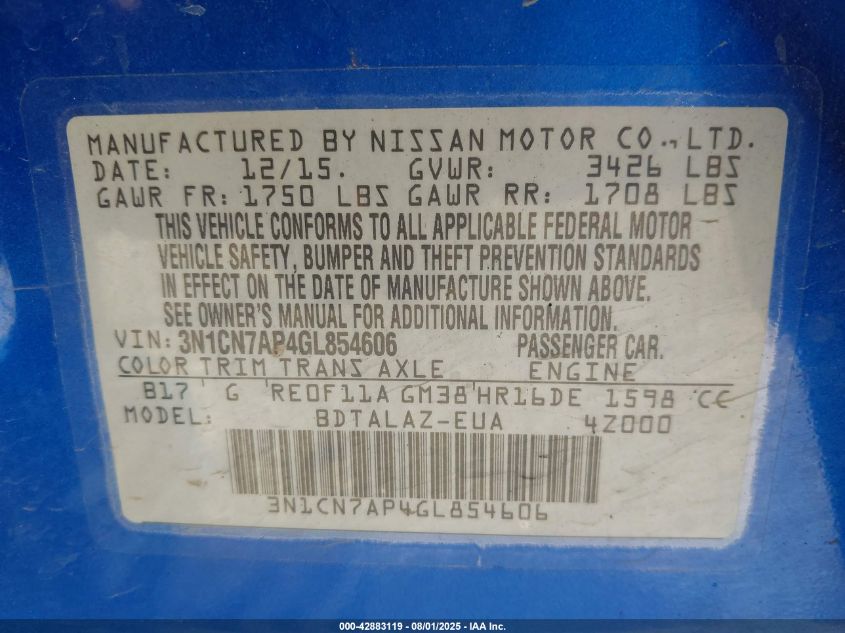 MANUFACTURED BY NISSAN MOTOR CO., LTD.
DATE: 12/15. GVWR: 3426 LBS
GAWR FR: 1750 LBS GAWR RR: 1708 LBS
THIS VEHICLE CONFORMS TO ALL APPLICABLE FEDERAL MOTOR
VEHICLE SAFETY, BUMPER AND THEFT PREVENTION STANDARDS
IN EFFECT ON THE DATE OF MANUFACTURE SHOWN ABOVE.
SEE OWNER'S MANUAL FOR ADDITIONAL INFORMATION.
VIN: 3N1CN7AP4GL854606 PASSENGER CAR.
COLOR TRIM TRANS AXLE ENGINE
B17 G RE0F11A GM38 HR16DE 1598 CC
MODEL: BDTALAZ-EUA 4Z000
3N1CN7AP4GL854606
000-42883119 - 08/01/2025 - IAA Inc.